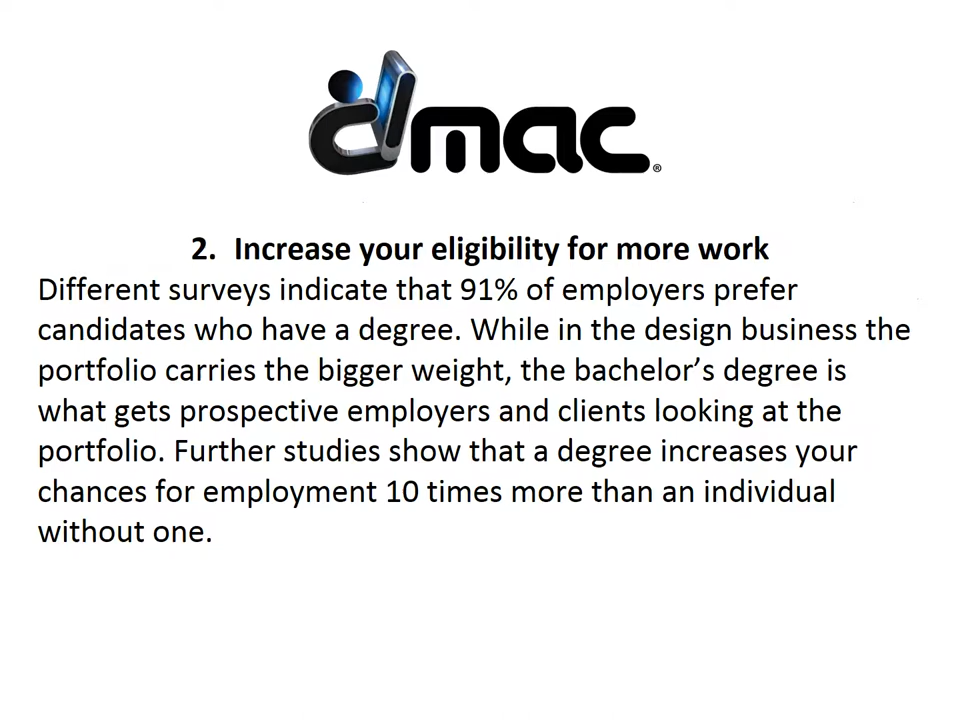 dmac®
2. Increase your eligibility for more work
Different surveys indicate that 91% of employers prefer
candidates who have a degree. While in the design business the
portfolio carries the bigger weight, the bachelor’s degree is
what gets prospective employers and clients looking at the
portfolio. Further studies show that a degree increases your
chances for employment 10 times more than an individual
without one.